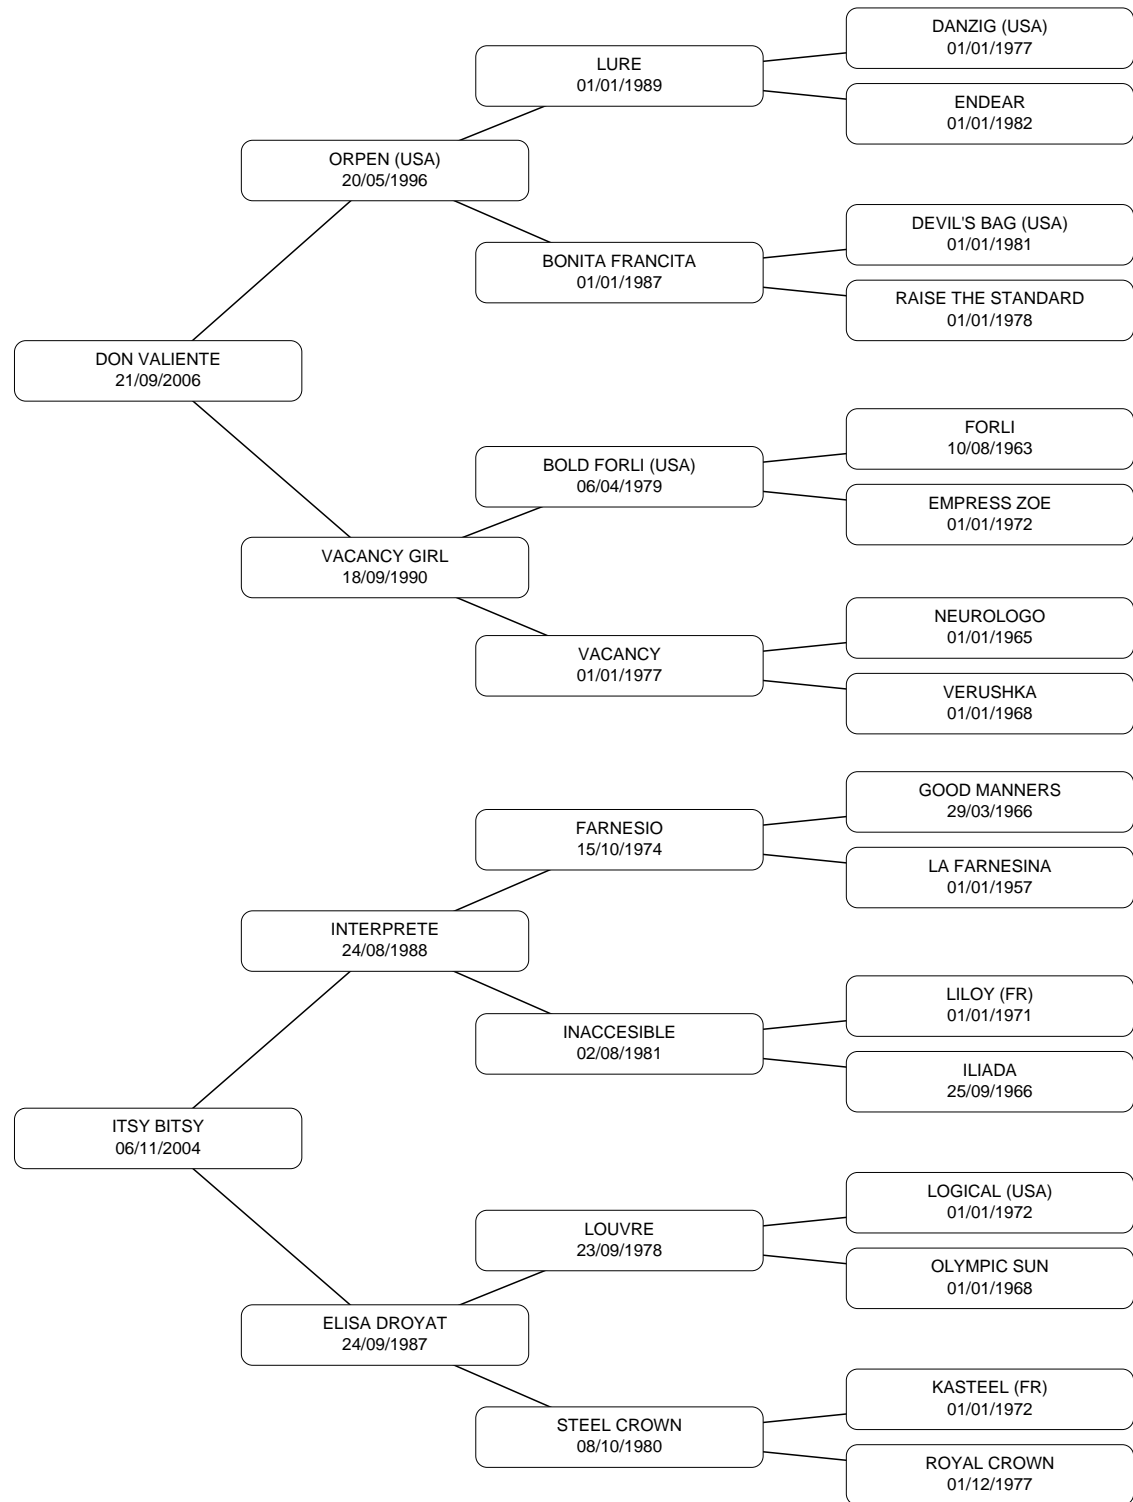 DANZIG (USA)
01/01/1977
LURE
01/01/1989
ENDEAR
01/01/1982
ORPEN (USA)
20/05/1996
DEVIL'S BAG (USA)
01/01/1981
BONITA FRANCITA
01/01/1987
RAISE THE STANDARD
01/01/1978
DON VALIENTE
21/09/2006
FORLI
10/08/1963
BOLD FORLI (USA)
06/04/1979
EMPRESS ZOE
01/01/1972
VACANCY GIRL
18/09/1990
NEUROLOGO
01/01/1965
VACANCY
01/01/1977
VERUSHKA
01/01/1968
GOOD MANNERS
29/03/1966
FARNESIO
15/10/1974
LA FARNESINA
01/01/1957
INTERPRETE
24/08/1988
LILOY (FR)
01/01/1971
INACCESIBLE
02/08/1981
ILIADA
25/09/1966
ITSY BITSY
06/11/2004
LOGICAL (USA)
01/01/1972
LOUVRE
23/09/1978
OLYMPIC SUN
01/01/1968
ELISA DROYAT
24/09/1987
KASTEEL (FR)
01/01/1972
STEEL CROWN
08/10/1980
ROYAL CROWN
01/12/1977